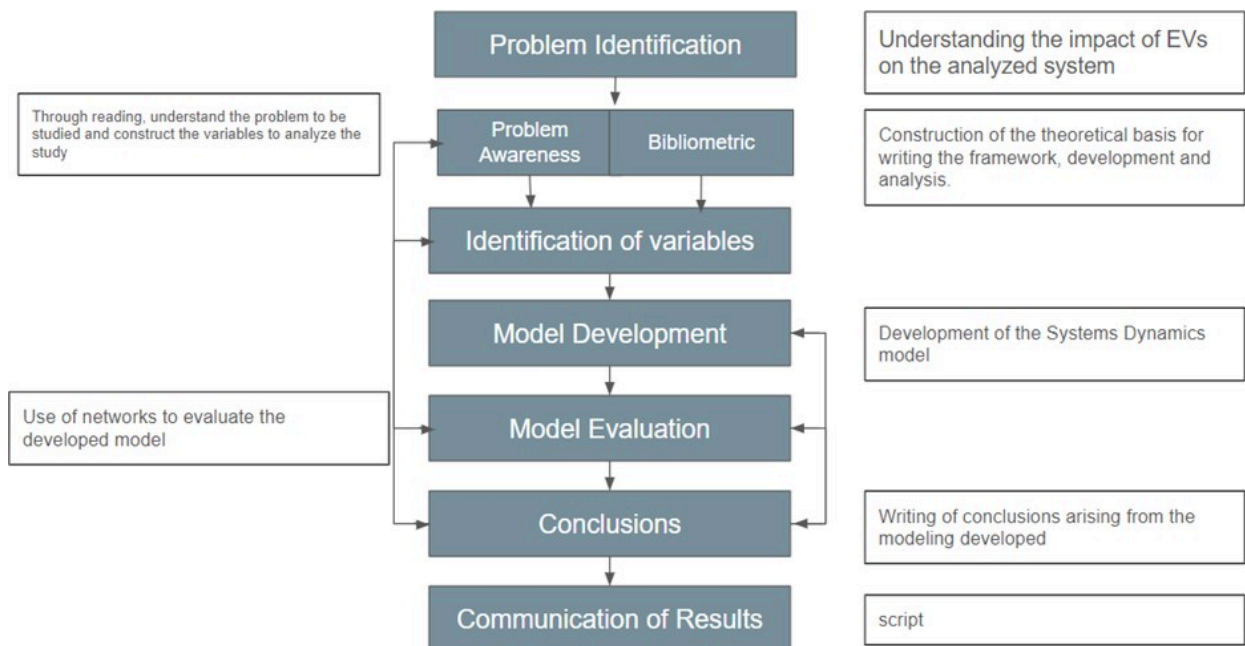 Problem Identification
Understanding the impact of EVs
on the analyzed system
Through reading, understand the problem to be
studied and construct the variables to analyze the
study
Problem
Awareness
Bibliometric
Construction of the theoretical basis for
writing the framework, development and
analysis.
Identification of variables
Model Development
Development of the Systems Dynamics
model
Use of networks to evaluate the
developed model
Model Evaluation
Conclusions
Writing of conclusions arising from the
modeling developed
Communication of Results
script